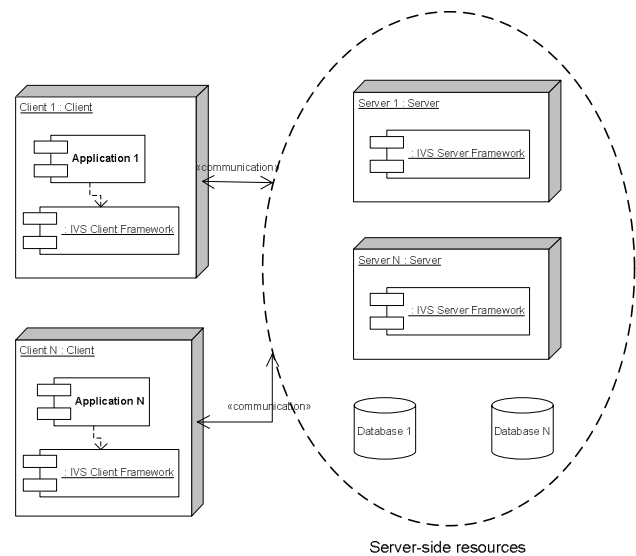 Client 1 : Client
Application 1
: IVS Client Framework
«communication»
Server 1 : Server
: IVS Server Framework
Server N : Server
: IVS Server Framework
Client N : Client
Application N
: IVS Client Framework
«communication»
Database 1
Database N
Server-side resources